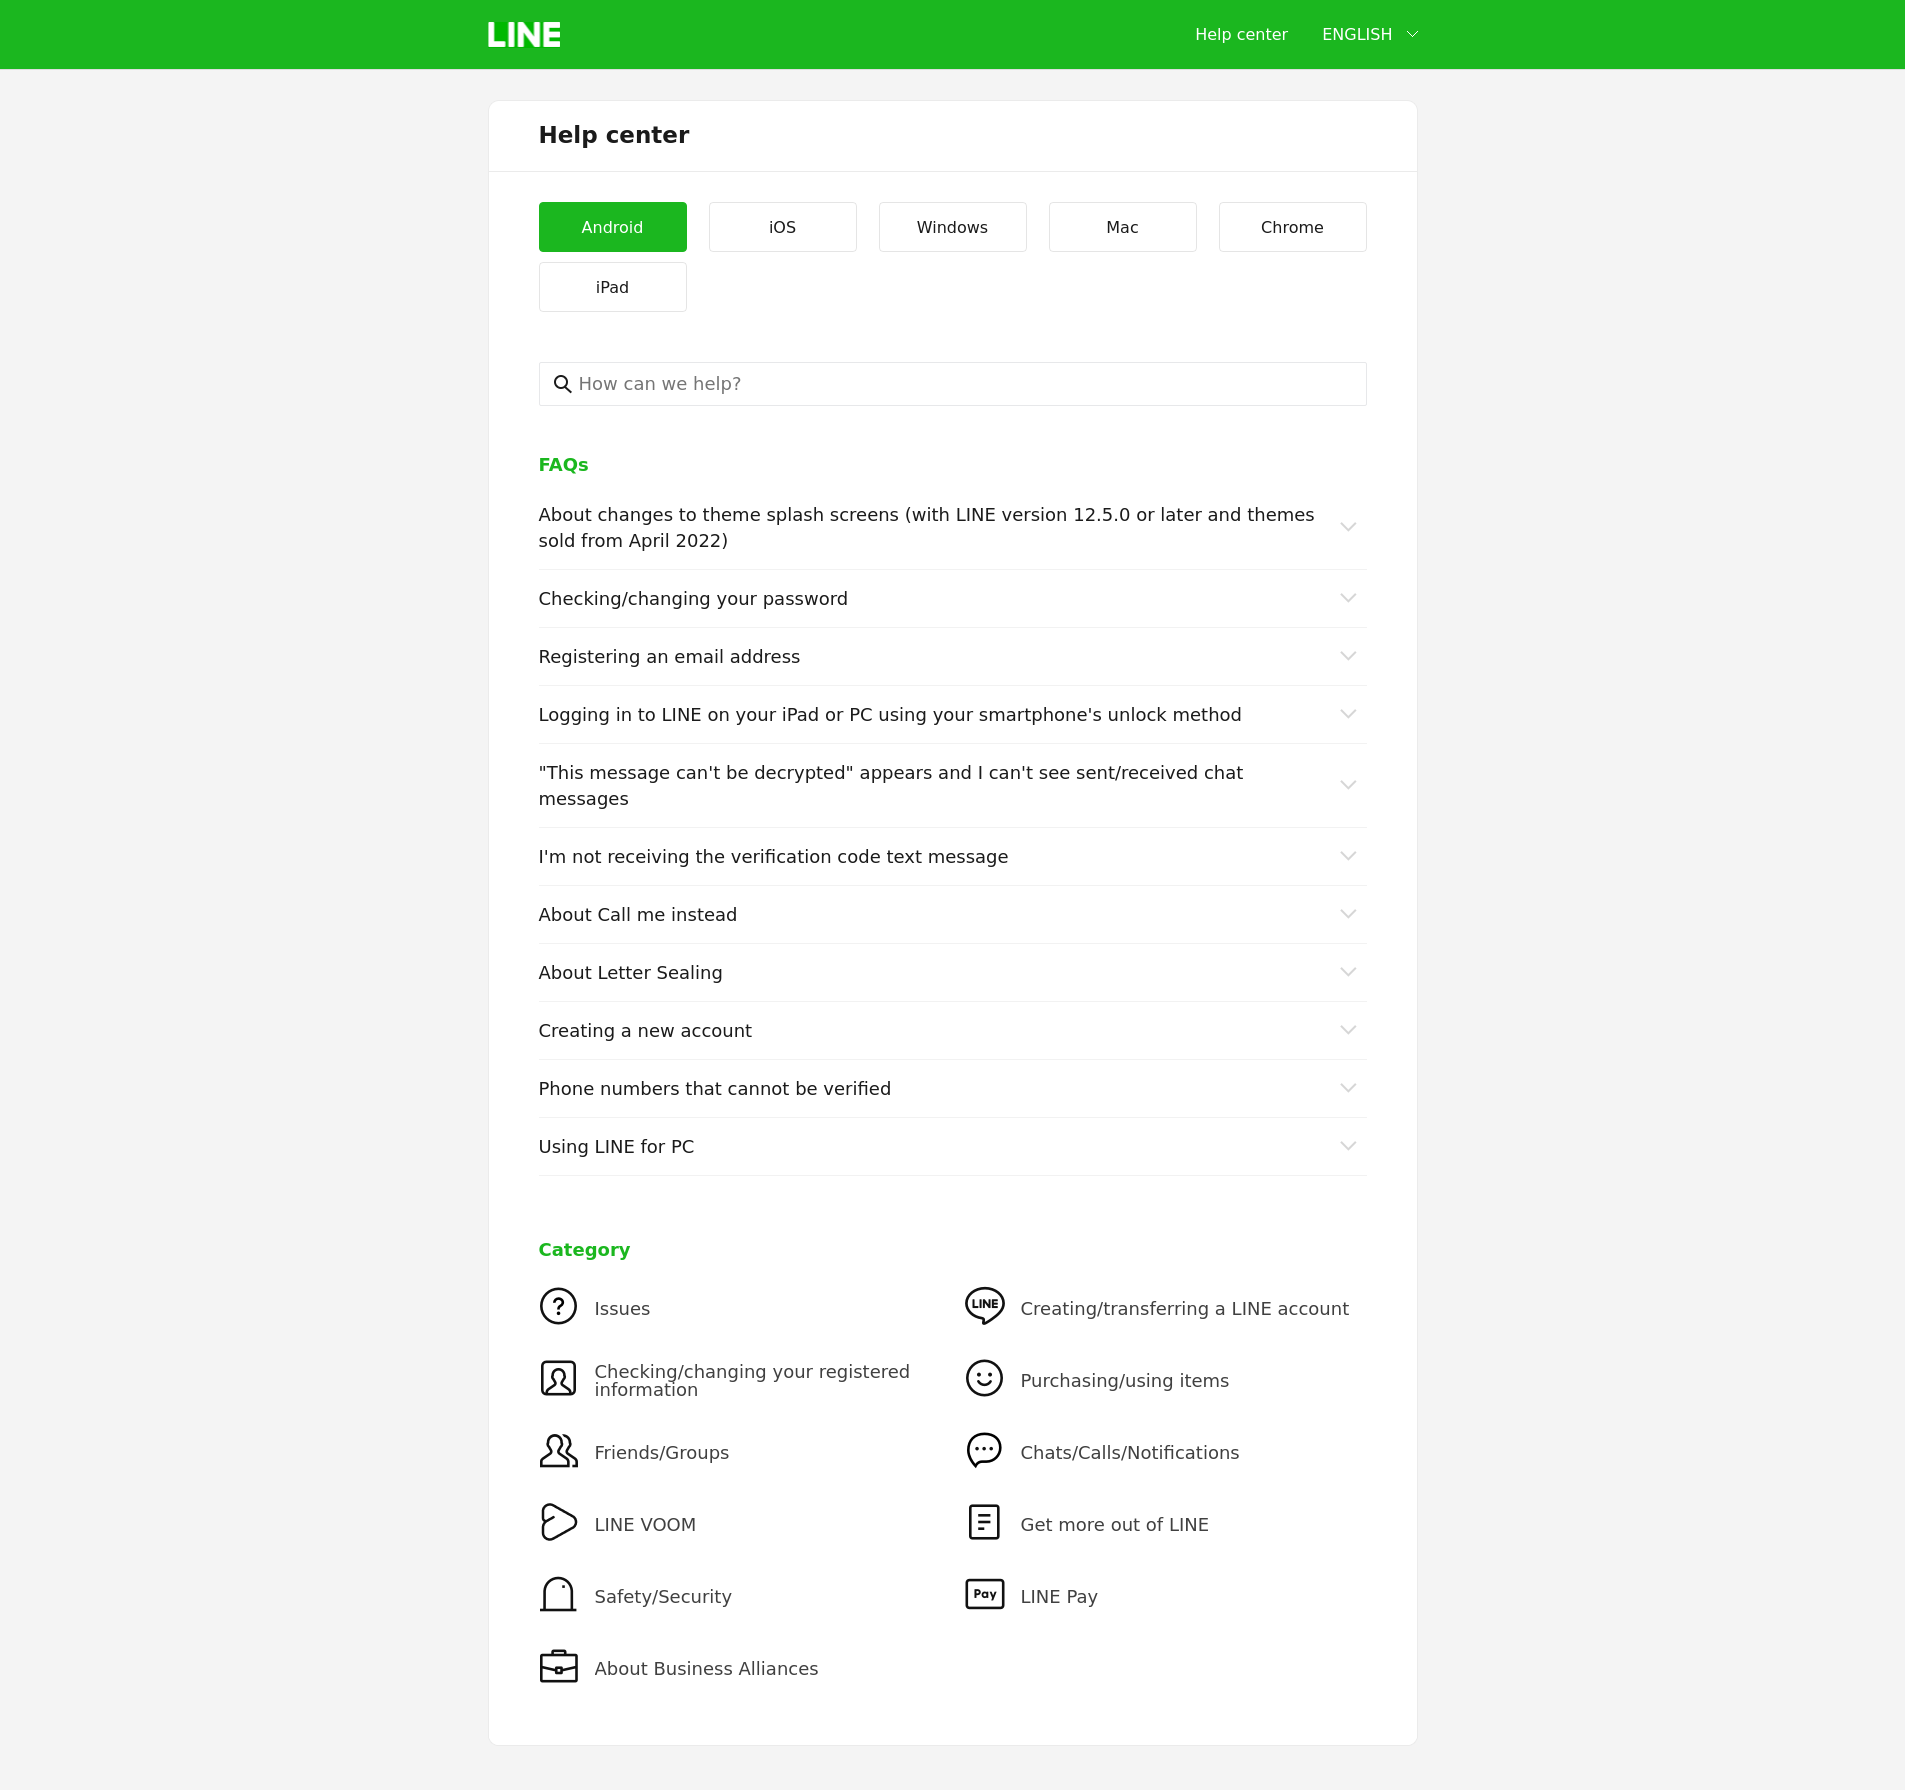 LINE
Help center
ENGLISH
Help center
Android
iOS
Windows
Mac
Chrome
iPad
How can we help?
FAQs
About changes to theme splash screens (with LINE version 12.5.0 or later and themes
sold from April 2022)
Checking/changing your password
Registering an email address
Logging in to LINE on your iPad or PC using your smartphone's unlock method
"This message can't be decrypted" appears and I can't see sent/received chat
messages
I'm not receiving the verification code text message
About Call me instead
About Letter Sealing
Creating a new account
Phone numbers that cannot be verified
Using LINE for PC
Category
?
Issues
LINE
Creating/transferring a LINE account
Checking/changing your registered
information
Purchasing/using items
Friends/Groups
Chats/Calls/Notifications
LINE VOOM
Get more out of LINE
Safety/Security
Pay
LINE Pay
About Business Alliances